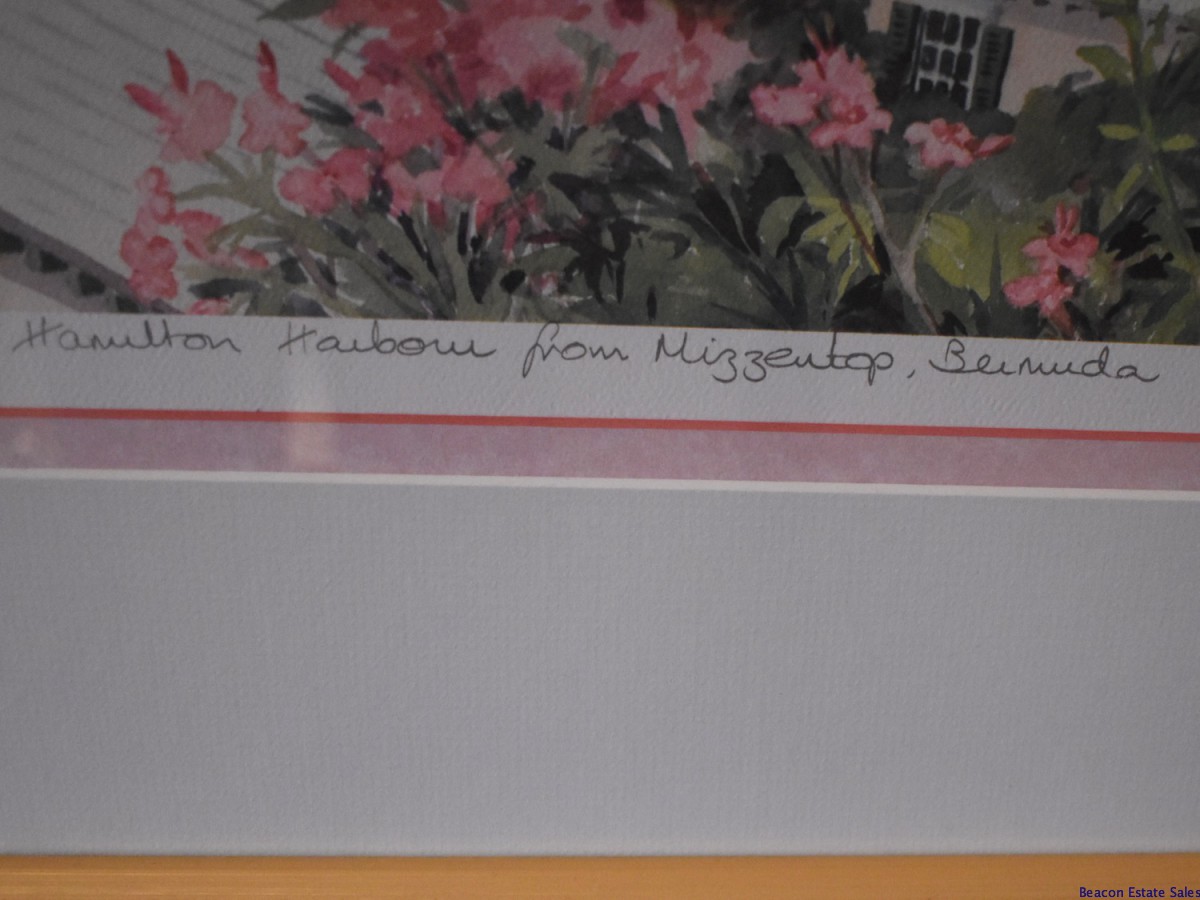 Hamilton Harbour from Mizzentop, Bermuda
Beacon Estate Sales